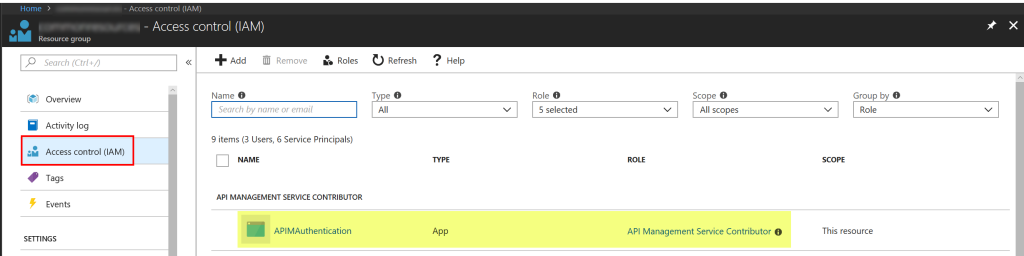 Home > - Access control (IAM)
- Access control (IAM)
Resource group
Search (Ctrl+/)
Overview
Activity log
Access control (IAM)
Tags
Events
SETTINGS
Add Remove Roles Refresh ? Help
Name Type Role Scope Group by
Search by name or email All 5 selected All scopes Role
9 items (3 Users, 6 Service Principals)
NAME TYPE ROLE SCOPE
API MANAGEMENT SERVICE CONTRIBUTOR
APIMAuthentication App API Management Service Contributor This resource